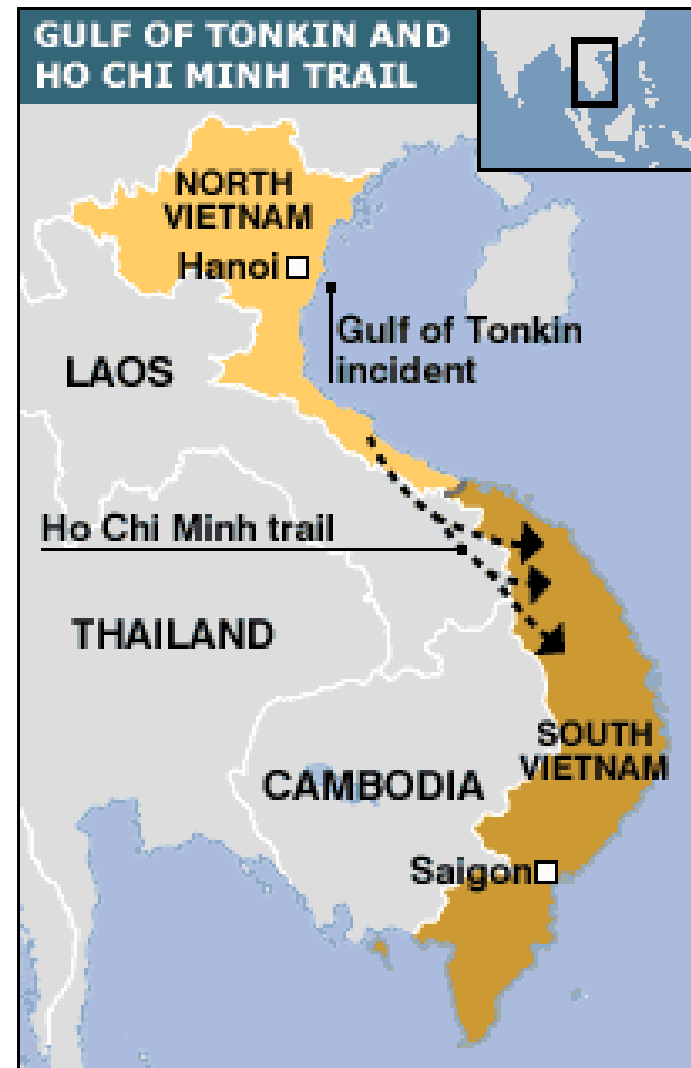 GULF OF TONKIN AND
HO CHI MINH TRAIL
NORTH
VIETNAM
Hanoi
Gulf of Tonkin
incident
LAOS
Ho Chi Minh trail
THAILAND
SOUTH
VIETNAM
CAMBODIA
Saigon